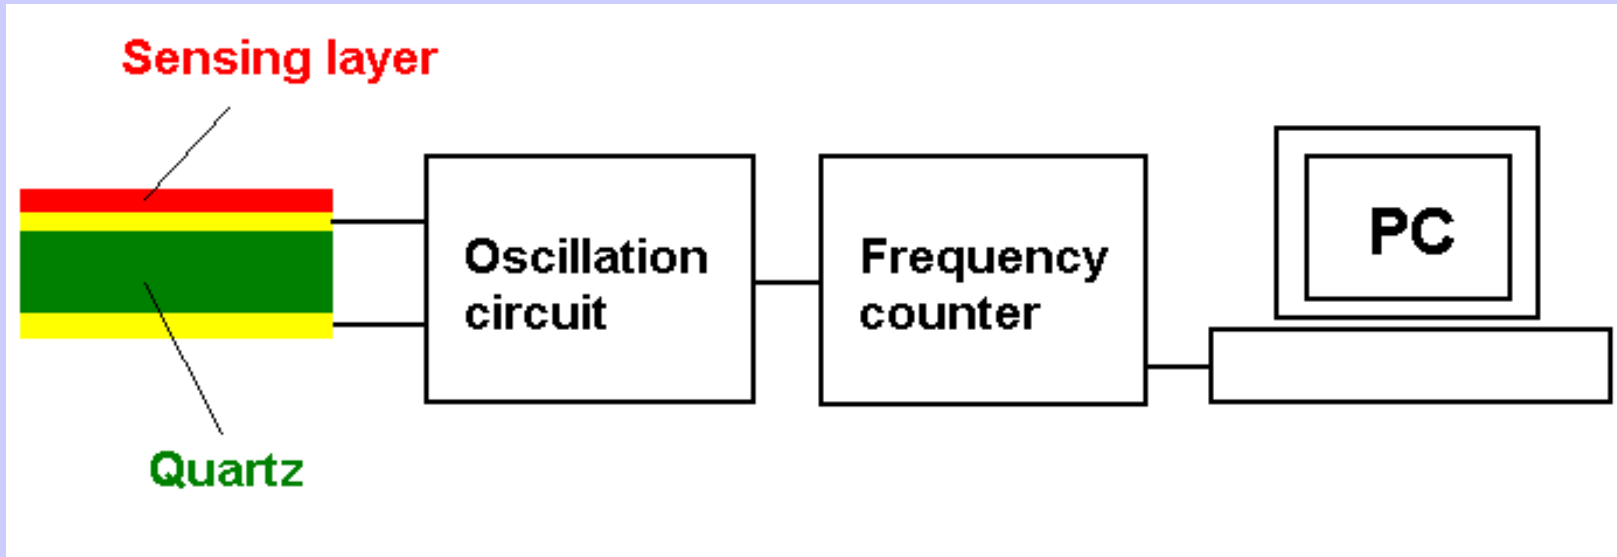 Sensing layer
Oscillation
circuit
Frequency
counter
PC
Quartz